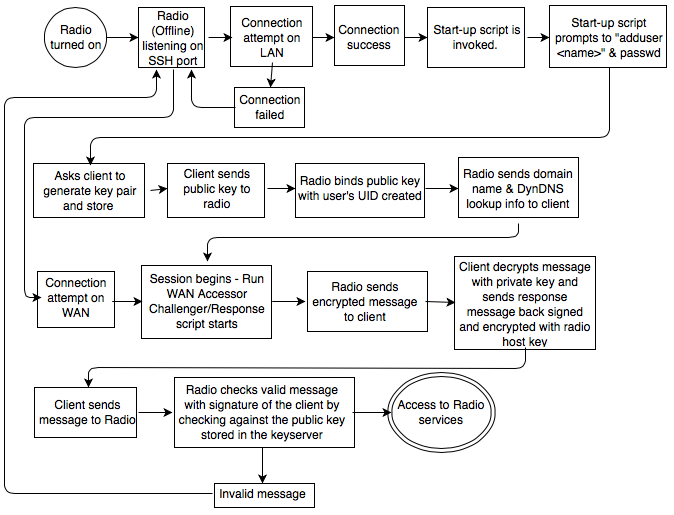 Radio
turned on
Radio
(Offline)
listening on
SSH port
Connection
attempt on
LAN
Connection
success
Start-up script is
invoked.
Start-up script
prompts to "adduser
<name>" & passwd
Connection
failed
Asks client to
generate key pair
and store
Client sends
public key to
radio
Radio binds public key
with user's UID created
Radio sends domain
name & DynDNS
lookup info to client
Connection
attempt on
WAN
Session begins - Run
WAN Accessor
Challenger/Response
script starts
Radio sends
encrypted message
to client
Client decrypts message
with private key and
sends response
message back signed
and encrypted with radio
host key
Client sends
message to Radio
Radio checks valid message
with signature of the client by
checking against the public key
stored in the keyserver
Access to Radio
services
Invalid message